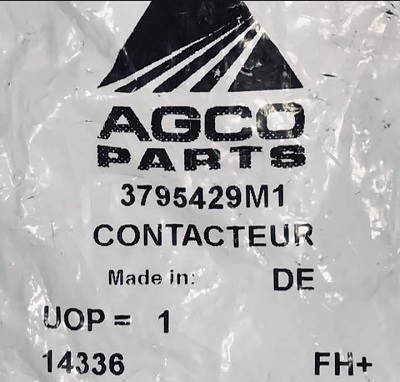 AGCO
PARTS
3795429M1
CONTACTEUR
Made in: DE
UOP = 1
14336 FH+